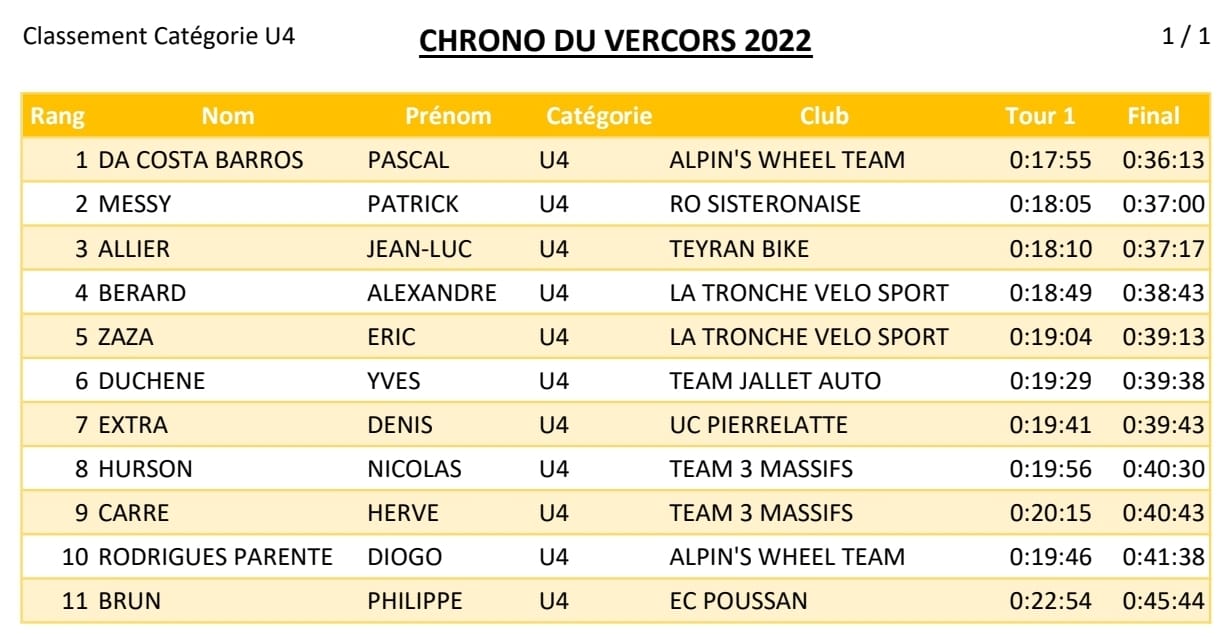 Classement Catégorie U4 CHRONO DU VERCORS 2022 1 / 1
Rang Nom Prénom Catégorie Club Tour 1 Final
1 DA COSTA BARROS PASCAL U4 ALPIN'S WHEEL TEAM 0:17:55 0:36:13
2 MESSY PATRICK U4 RO SISTERONAISE 0:18:05 0:37:00
3 ALLIER JEAN-LUC U4 TEYRAN BIKE 0:18:10 0:37:17
4 BERARD ALEXANDRE U4 LA TRONCHE VELO SPORT 0:18:49 0:38:43
5 ZAZA ERIC U4 LA TRONCHE VELO SPORT 0:19:04 0:39:13
6 DUCHENE YVES U4 TEAM JALLET AUTO 0:19:29 0:39:38
7 EXTRA DENIS U4 UC PIERRELATTE 0:19:41 0:39:43
8 HURSON NICOLAS U4 TEAM 3 MASSIFS 0:19:56 0:40:30
9 CARRE HERVE U4 TEAM 3 MASSIFS 0:20:15 0:40:43
10 RODRIGUES PARENTE DIOGO U4 ALPIN'S WHEEL TEAM 0:19:46 0:41:38
11 BRUN PHILIPPE U4 EC POUSSAN 0:22:54 0:45:44